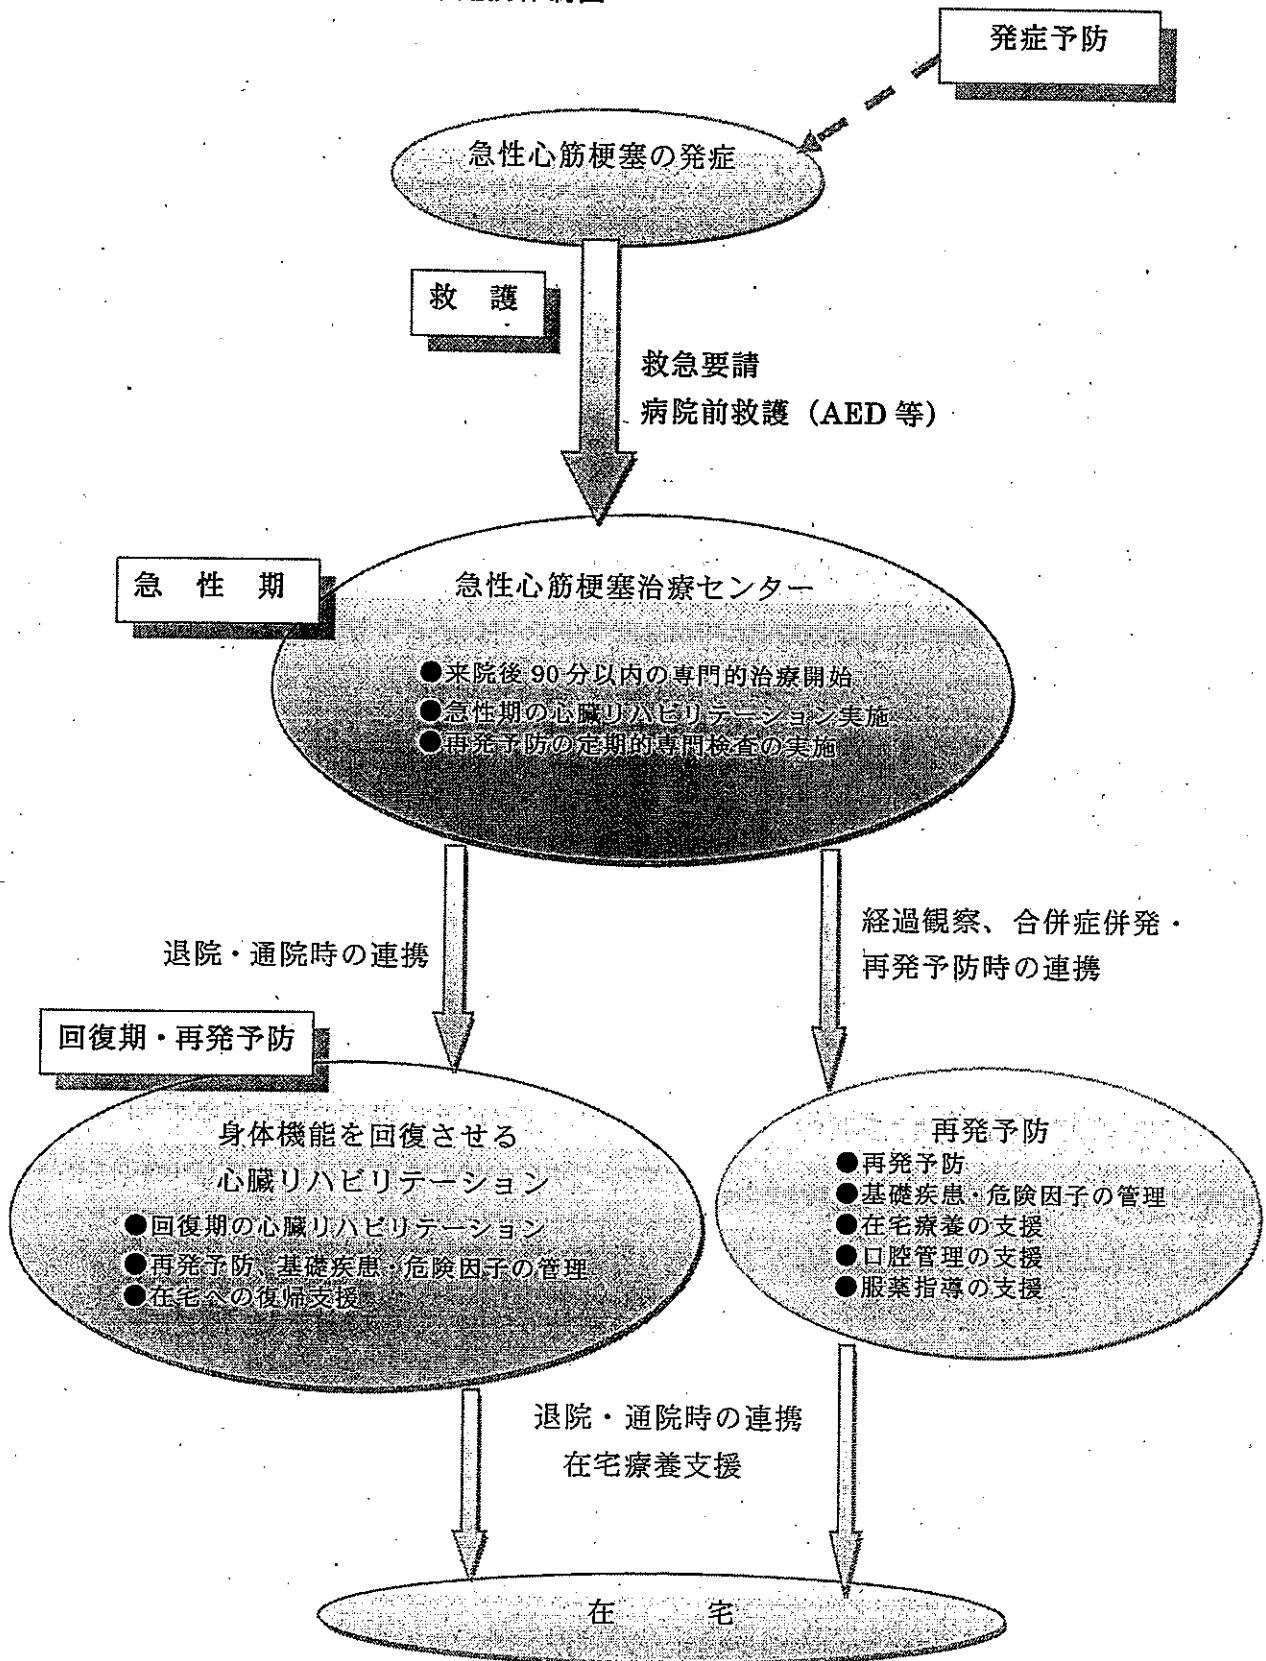 発症予防
急性心筋梗塞の発症
救 護
救急要請
病院前救護（AED 等）
急 性 期
急性心筋梗塞治療センター
●来院後 90 分以内の専門的治療開始
●急性期の心臓リハビリテーション実施
●再発予防の定期的専門検査の実施
退院・通院時の連携
経過観察、合併症併発・
再発予防時の連携
回復期・再発予防
身体機能を回復させる
心臓リハビリテーション
●回復期の心臓リハビリテーション
●再発予防、基礎疾患・危険因子の管理
●在宅への復帰支援
再発予防
●再発予防
●基礎疾患・危険因子の管理
●在宅療養の支援
●口腔管理の支援
●服薬指導の支援
退院・通院時の連携
在宅療養支援
在 宅